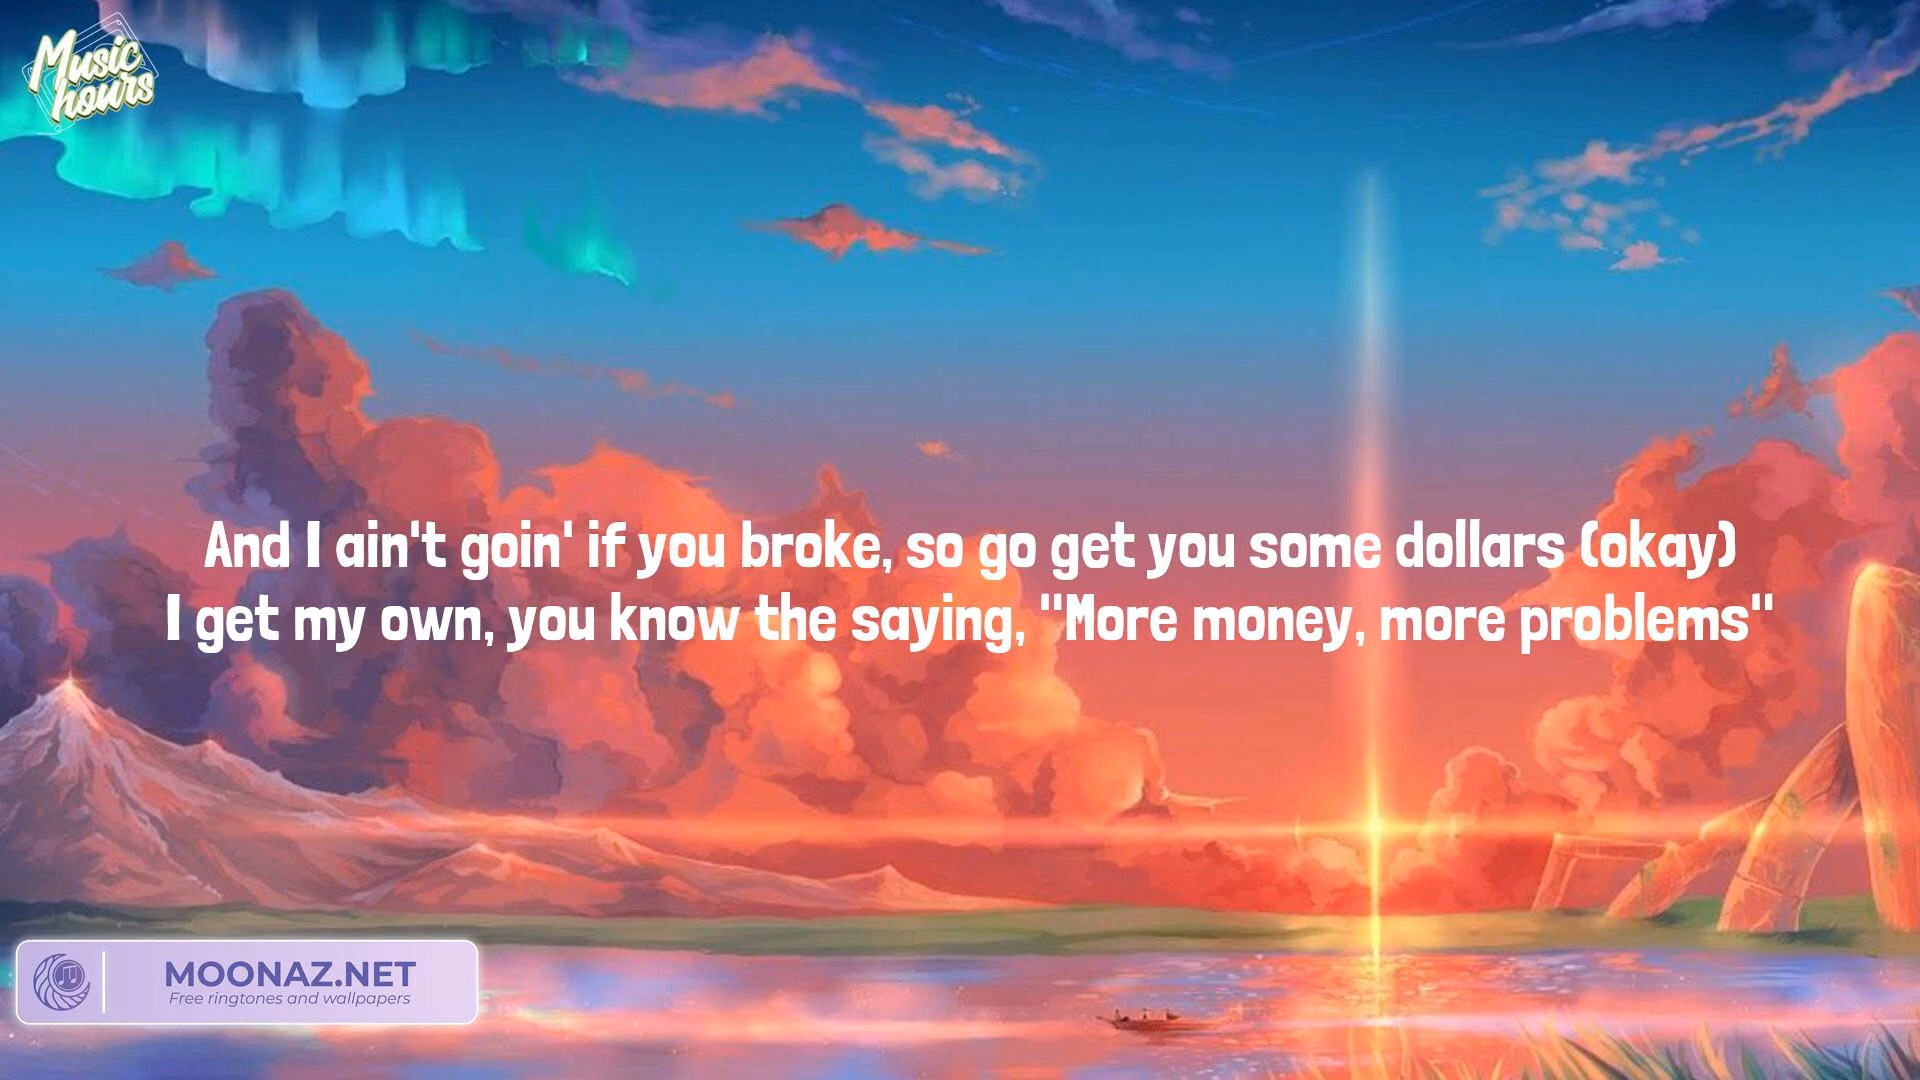 Music
hours
And I ain't goin' if you broke, so go get you some dollars (okay)
I get my own, you know the saying, "More money, more problems"
MOONAZ.NET
Free ringtones and wallpapers